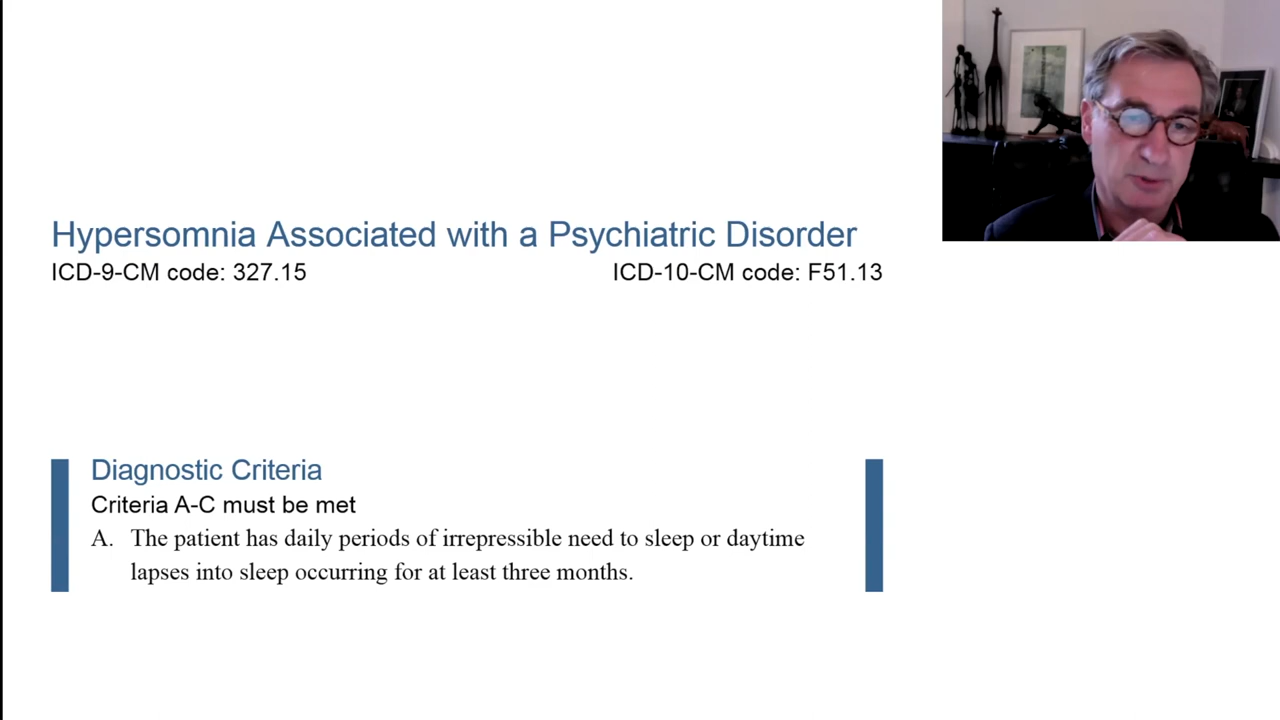 Hypersomnia Associated with a Psychiatric Disorder
ICD-9-CM code: 327.15 ICD-10-CM code: F51.13
Diagnostic Criteria
Criteria A-C must be met
A. The patient has daily periods of irrepressible need to sleep or daytime
lapses into sleep occurring for at least three months.